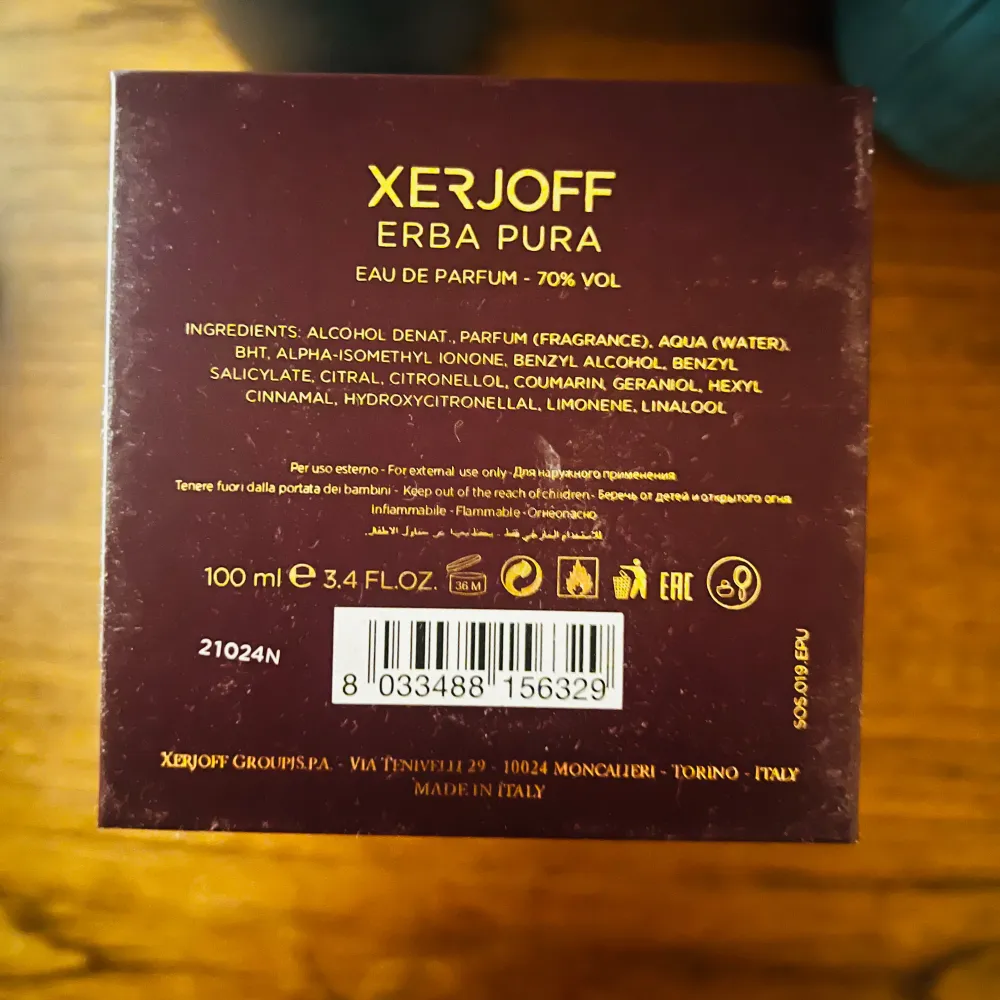 XERJOFF
ERBA PURA
EAU DE PARFUM - 70% VOL
INGREDIENTS: ALCOHOL DENAT., PARFUM (FRAGRANCE), AQUA (WATER),
BHT, ALPHA-ISOMETHYL IONONE, BENZYL ALCOHOL, BENZYL
SALICYLATE, CITRAL, CITRONELLOL, COUMARIN, GERANIOL, HEXYL
CINNAMAL, HYDROXYCITRONELLAL, LIMONENE, LINALOOL
Per uso esterno - For external use only - Для наружного применения
Tenere fuori dalla portata dei bambini - Keep out of the reach of children - Беречь от детей и открытого огня
Infiammabile - Flammable - Огнеопасно
100 ml e 3.4 FL.OZ. 36 M EAC
21024N
8 033488 156329
SOS.019.EPU
XERJOFF GROUP S.P.A. - VIA TENIVELLI 29 - 10024 MONCALIERI - TORINO - ITALY
MADE IN ITALY